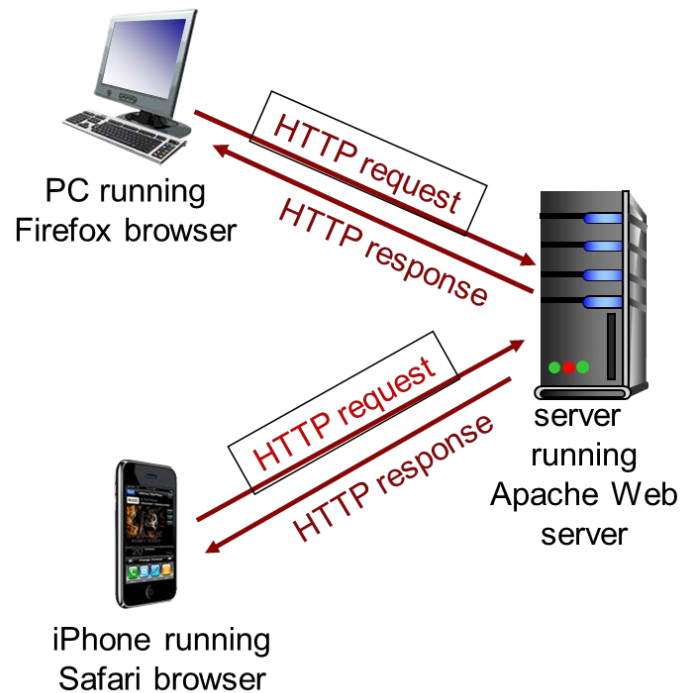 HTTP request
PC running
Firefox browser
HTTP response
HTTP request
server
running
Apache Web
server
HTTP response
iPhone running
Safari browser